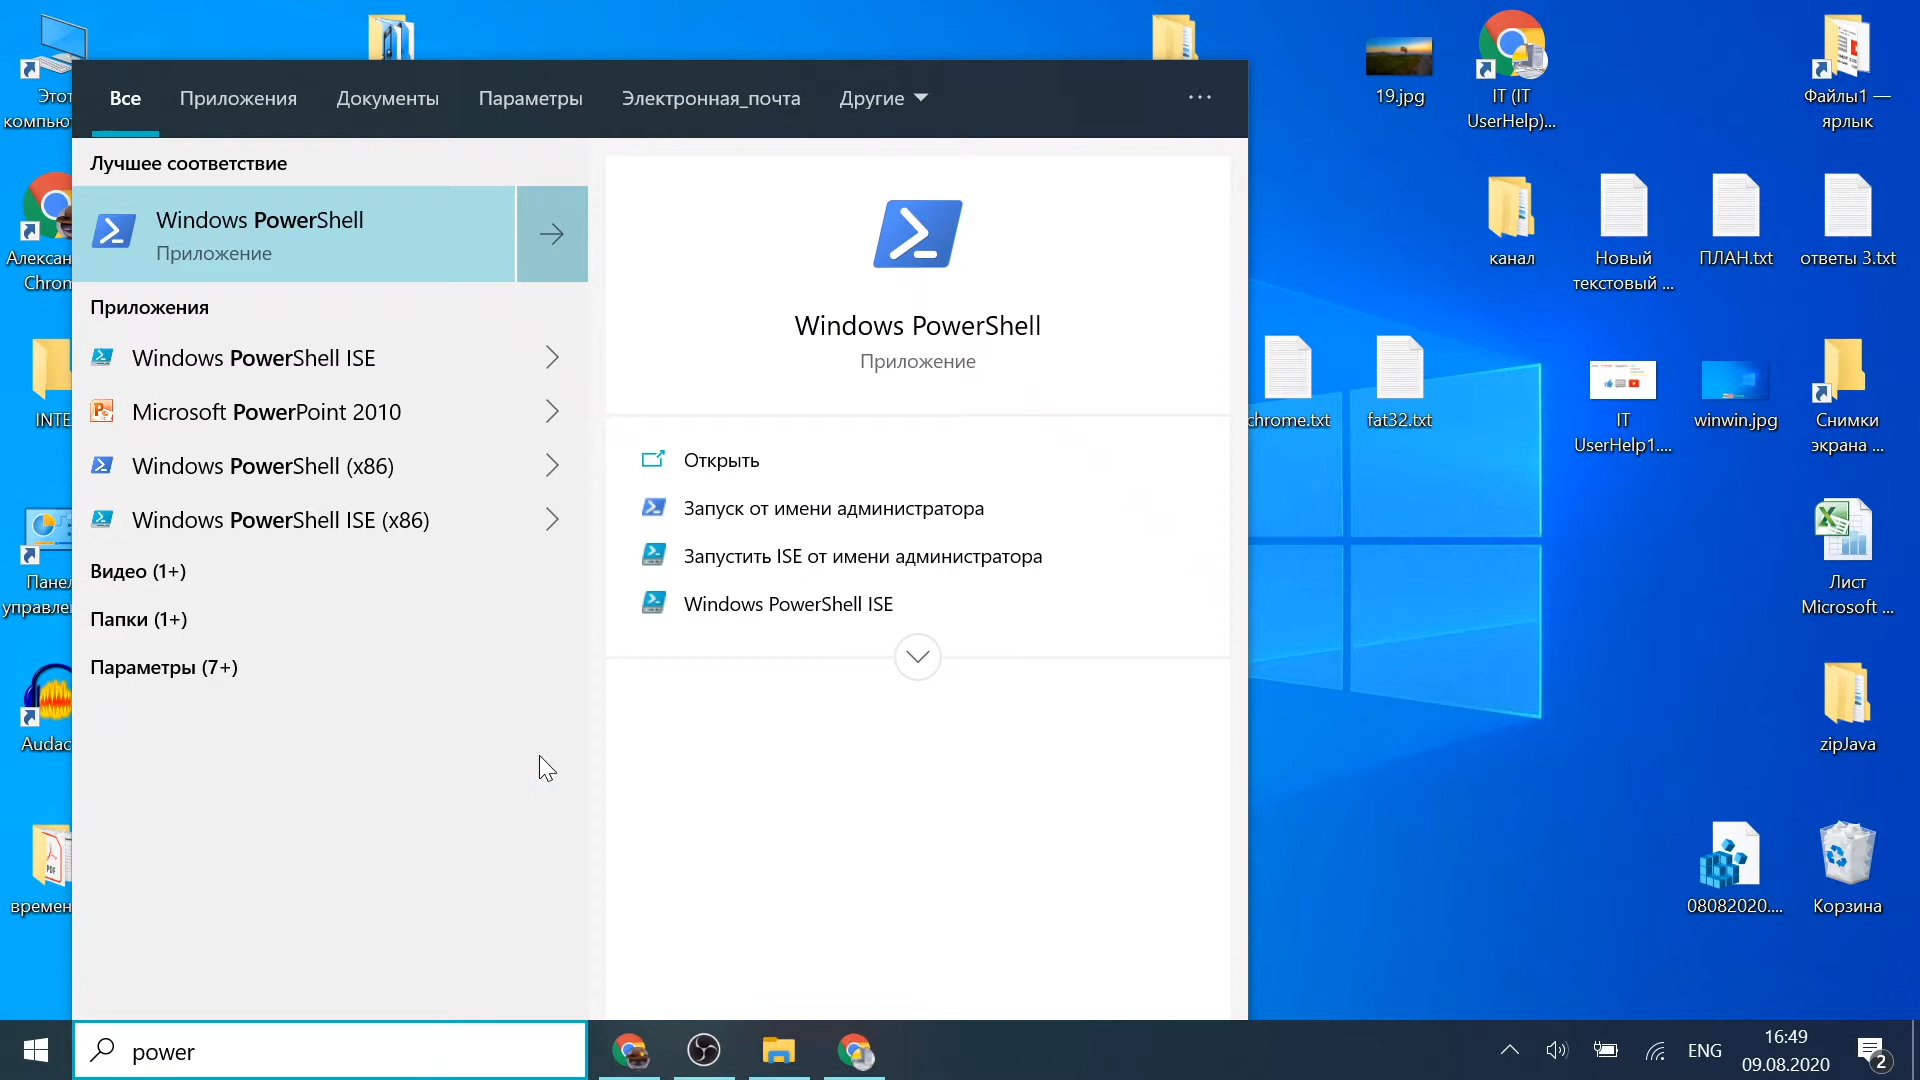 Все
Приложения
Документы
Параметры
Электронная_почта
Другие
Лучшее соответствие
Windows PowerShell
Приложение
Приложения
Windows PowerShell ISE
Microsoft PowerPoint 2010
Windows PowerShell (x86)
Windows PowerShell ISE (x86)
Видео (1+)
Папки (1+)
Параметры (7+)
Windows PowerShell
Приложение
Открыть
Запуск от имени администратора
Запустить ISE от имени администратора
Windows PowerShell ISE
Этот
компью
Алексан
Chrom
INTE
Панел
управлен
Audac
времен
PDF
19.jpg
IT (IT
UserHelp)...
Файлы1 —
ярлык
канал
Новый
текстовый ...
ПЛАН.txt
ответы 3.txt
chrome.txt
fat32.txt
IT
UserHelp1....
winwin.jpg
Снимки
экрана ...
Лист
Microsoft ...
zipJava
08082020....
Корзина
power
ENG
16:49
09.08.2020
2